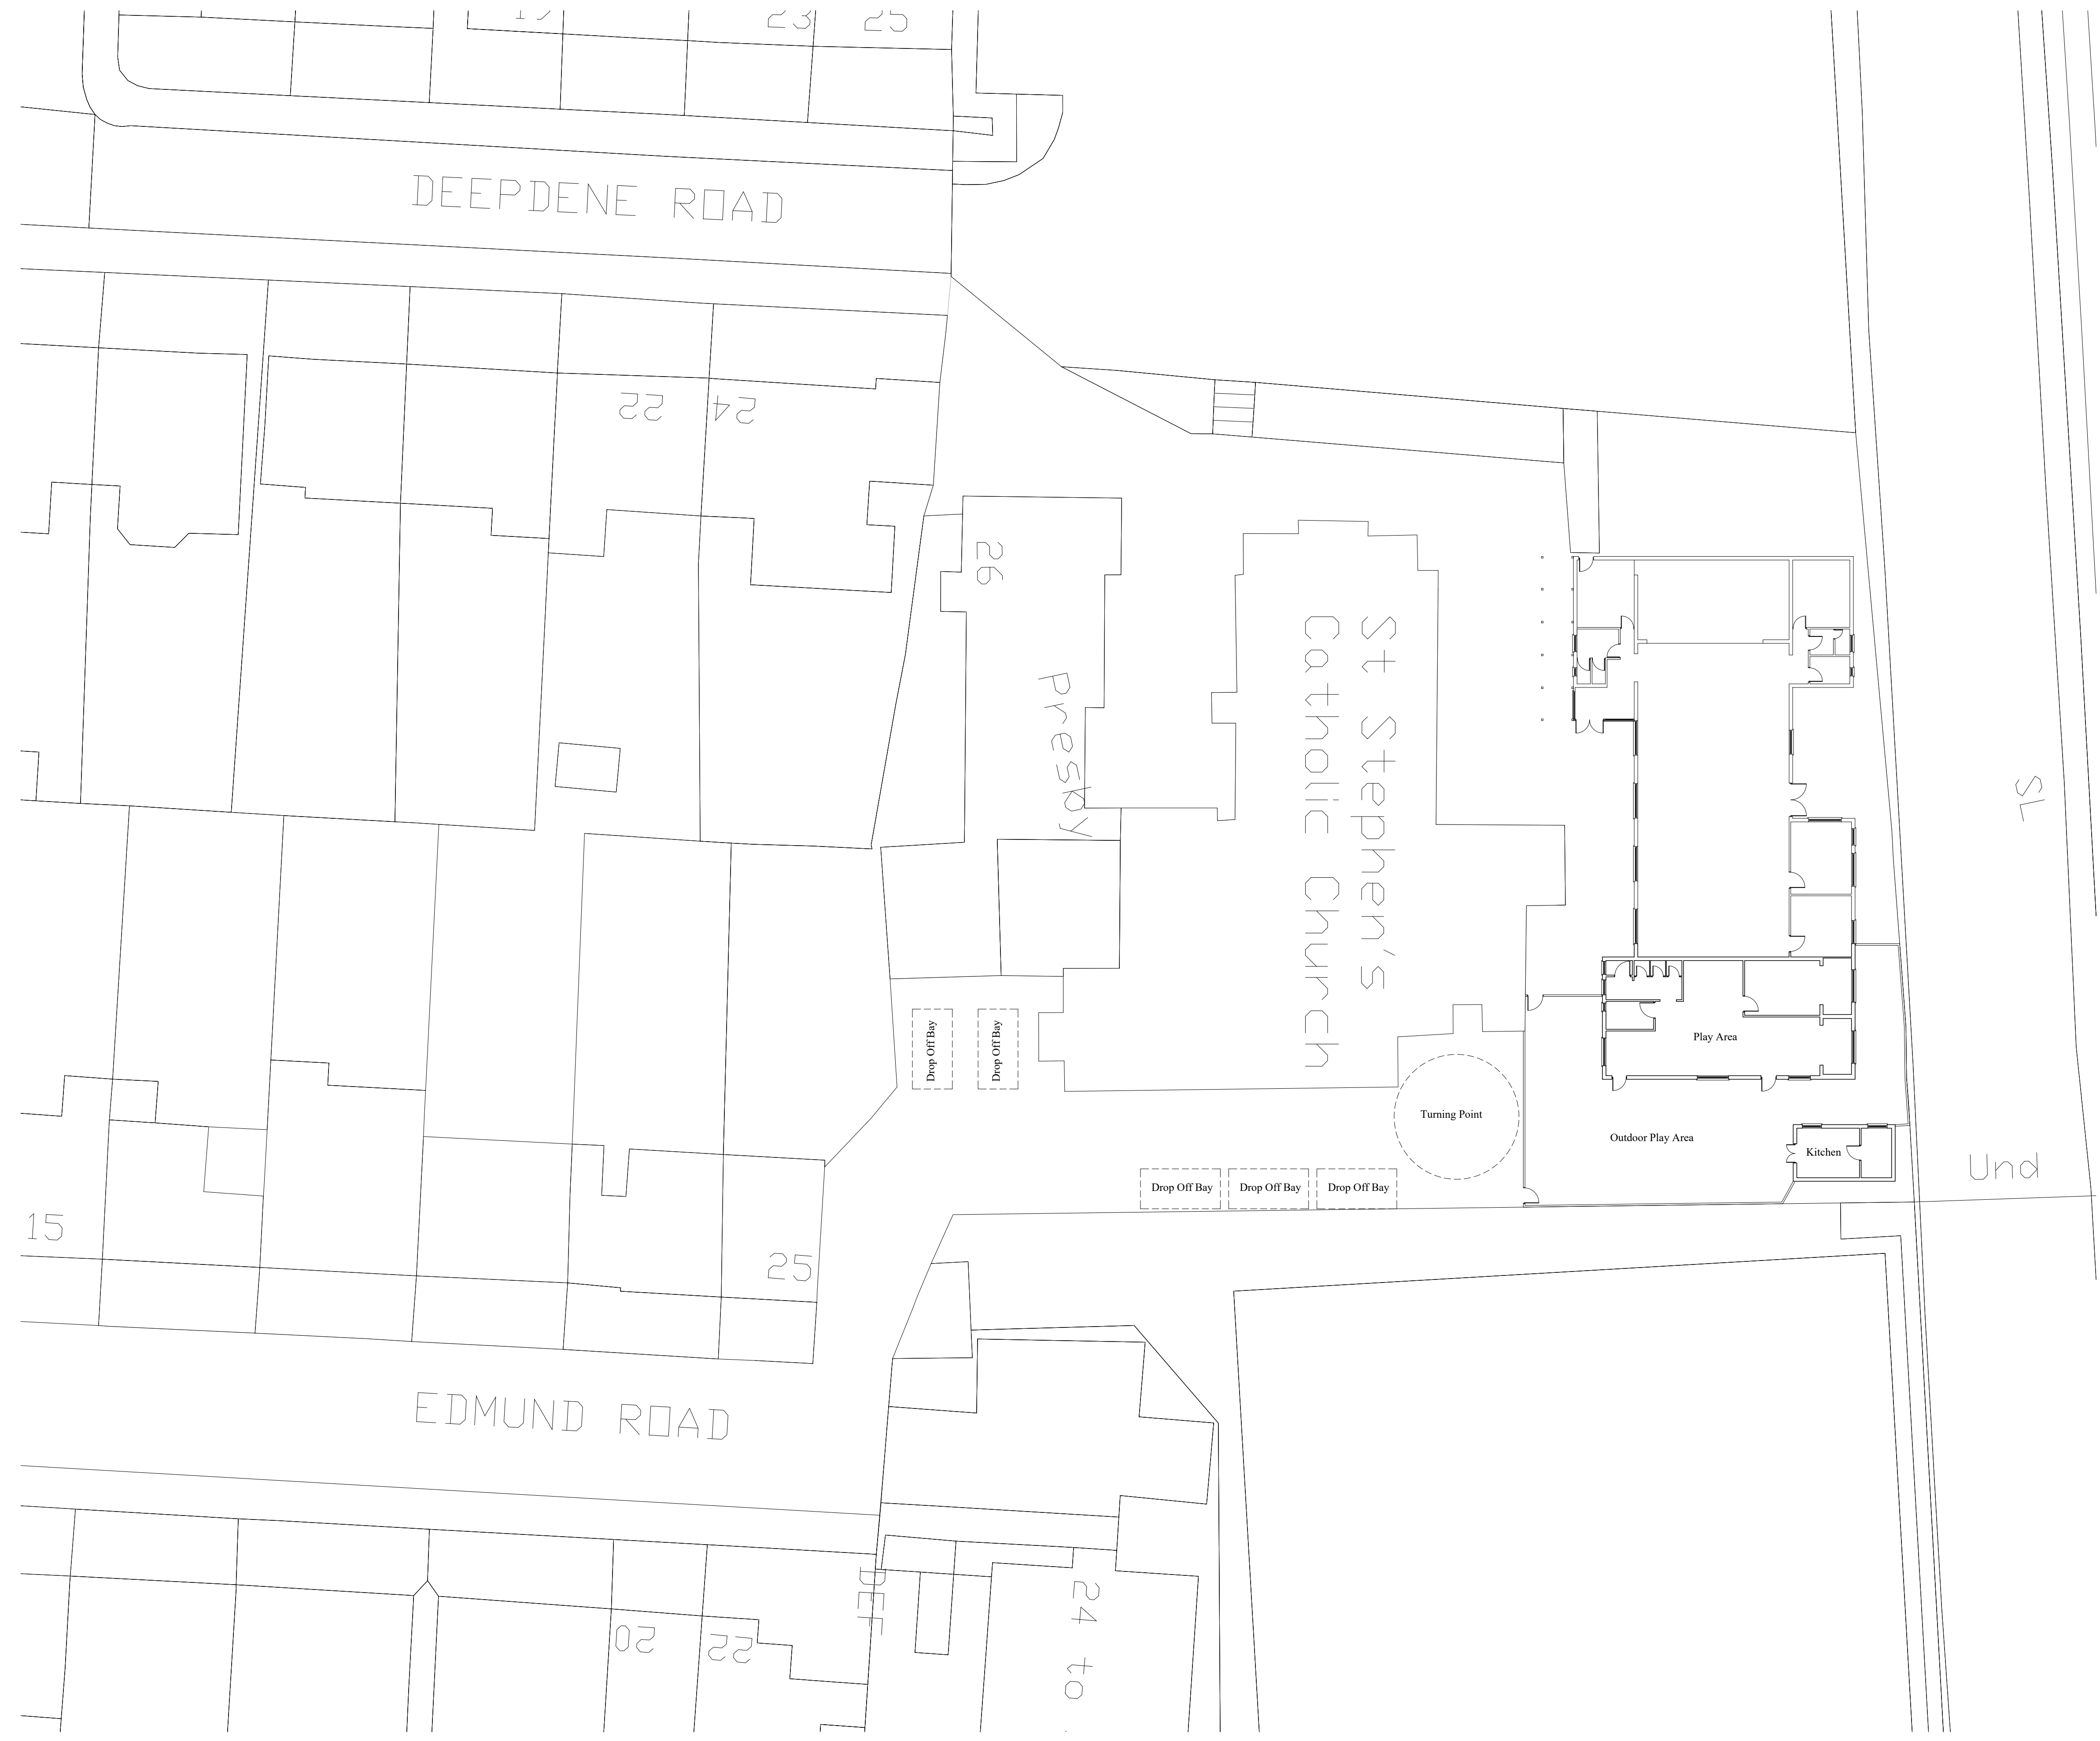 23
25
DEEPDENE ROAD
22
24
26
Presby
St Stephen's
Catholic Church
SL
Drop Off Bay
Drop Off Bay
Play Area
Turning Point
Outdoor Play Area
Kitchen
Und
Drop Off Bay
Drop Off Bay
Drop Off Bay
15
25
EDMUND ROAD
20
22
24 to